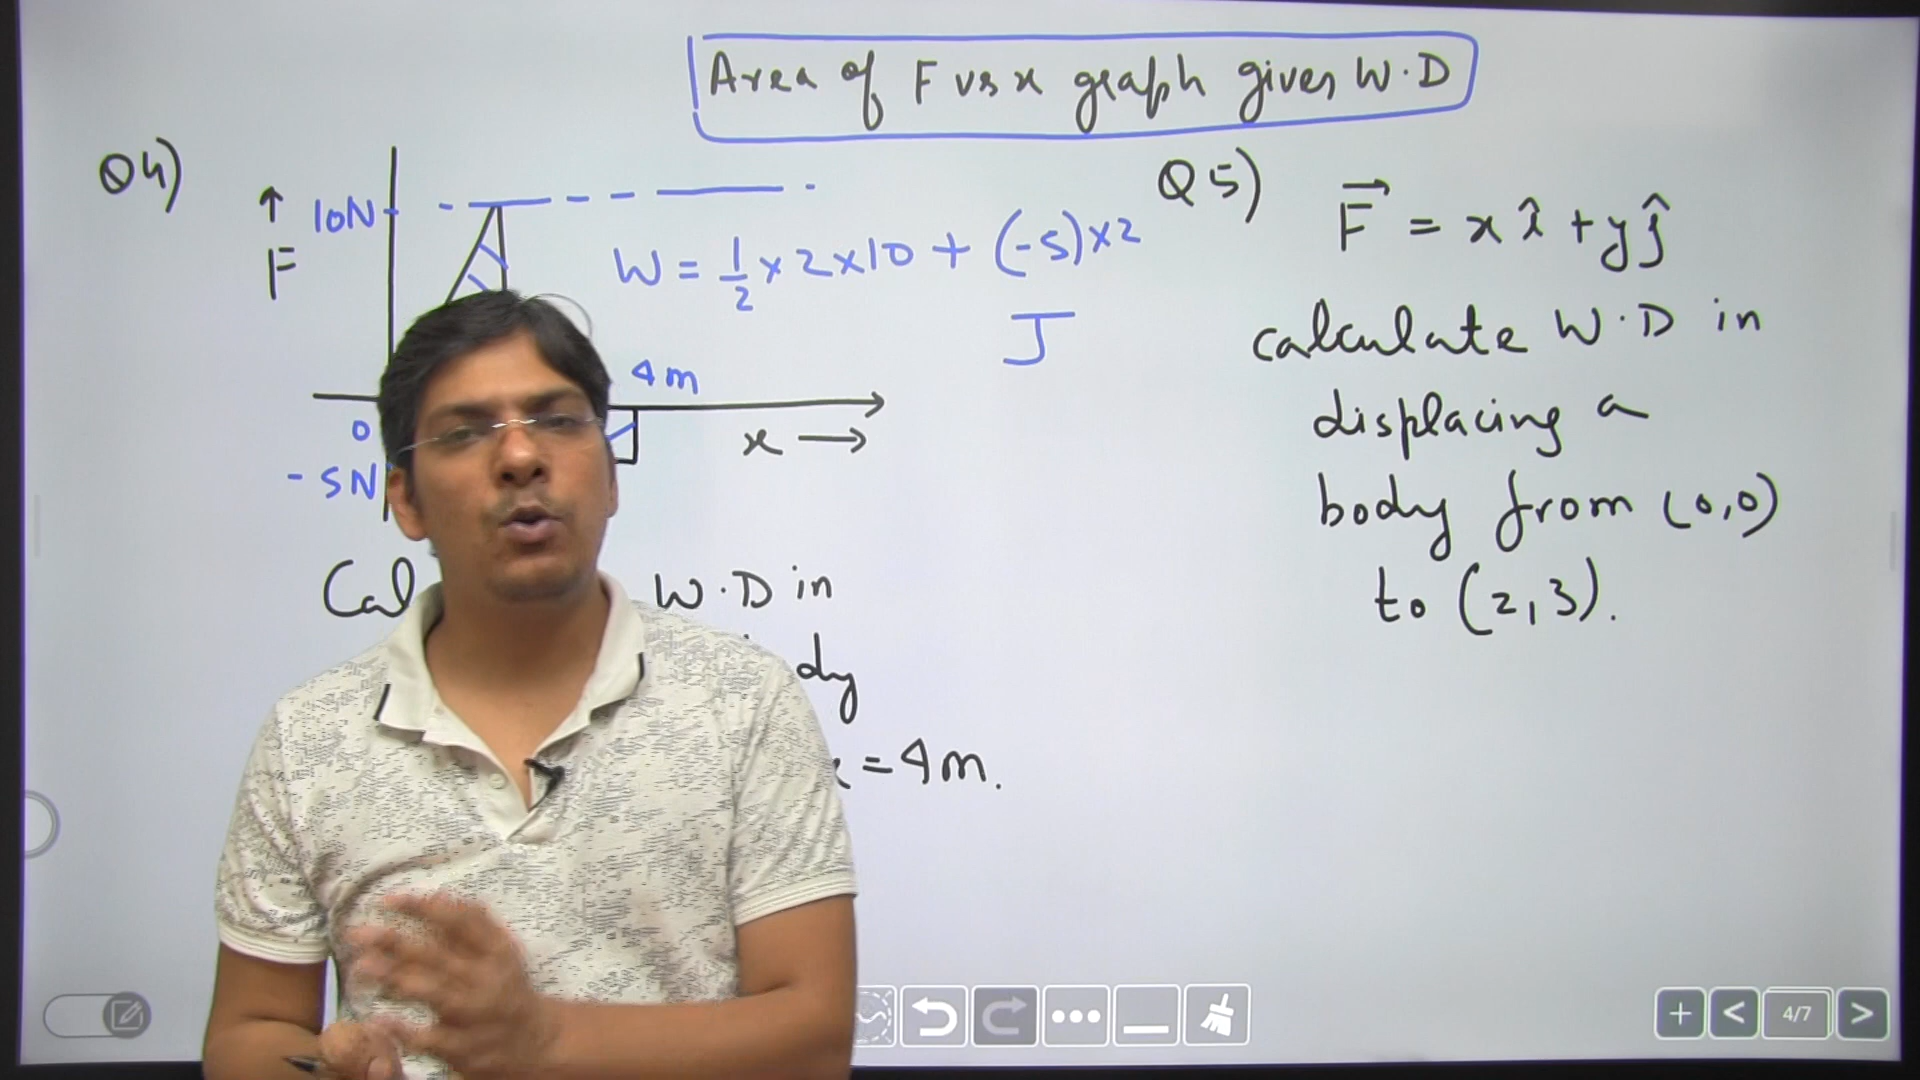 Area of F vs x graph gives W.D
Q4)
↑
F
10N
W = 1/2 × 2 × 10 + (-5) × 2
J
4m
0
x →
-5N
W.D in
= 4m.
Q5)
F⃗ = x î + y ĵ
calculate W.D in
displacing a
body from (0,0)
to (2,3).
4/7